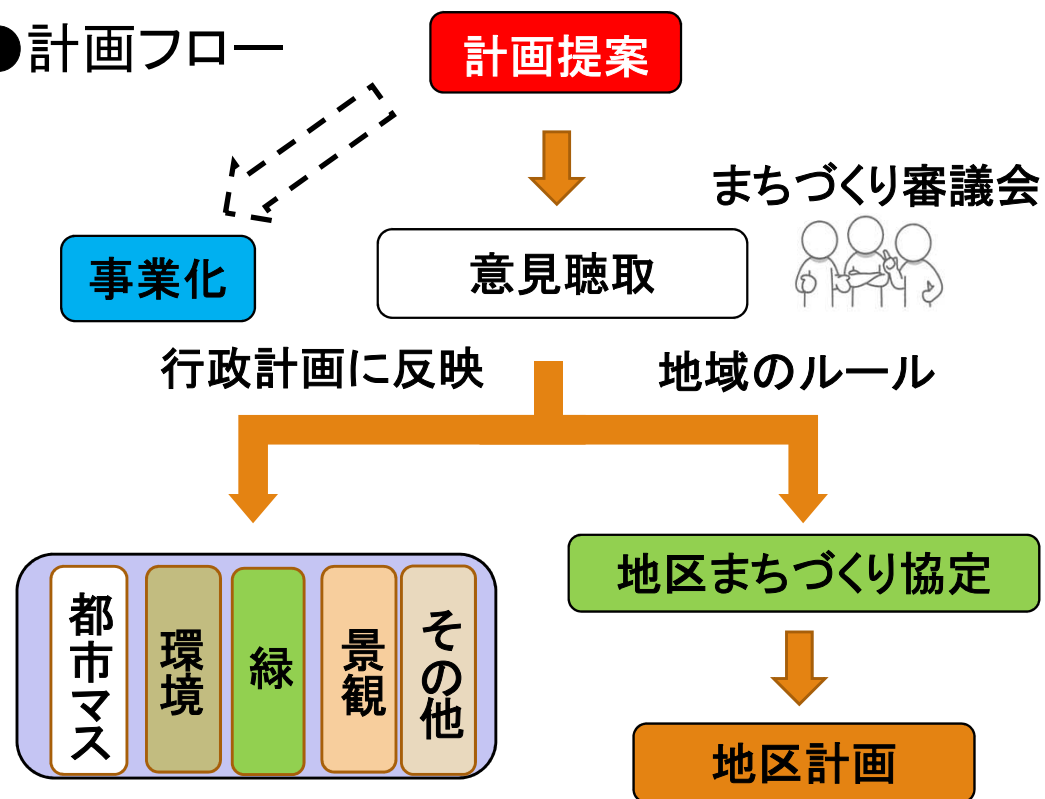 ●計画フロー
計画提案
まちづくり審議会
事業化
意見聴取
行政計画に反映
地域のルール
都市マス
環境
緑
景観
その他
地区まちづくり協定
地区計画